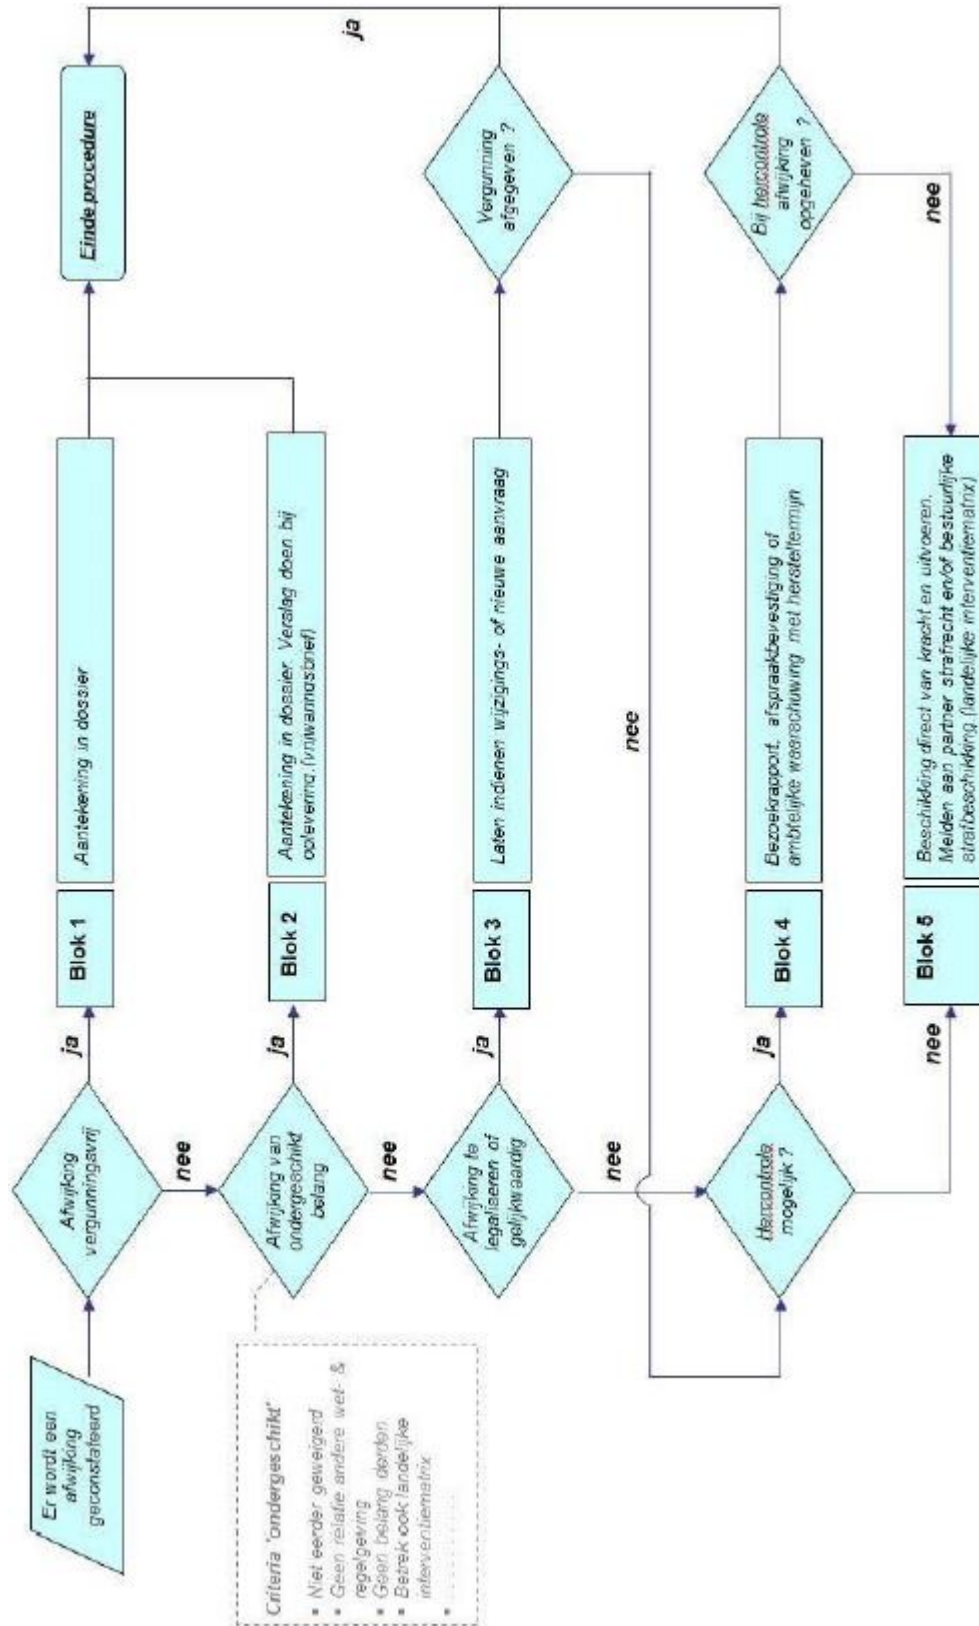 Er wordt een
afwijking
geconstateerd
Afwijking
vergunningsvrij
ja
Blok 1
Aantekening in dossier
Einde procedure
nee
Afwijking van
ondergeschikt
belang
ja
Blok 2
Aantekening in dossier. Verslag doen bij
oplevering.(vrijwaringsbrief)
Criteria 'ondergeschikt'
▪ Niet eerder geweigerd
▪ Geen relatie andere wet- &
regelgeving
▪ Geen belang derden
▪ Betrek ook landelijke
interventiematrix
▪ ..........
nee
Afwijking te
legaliseren of
gelijkwaardig
ja
Blok 3
Laten indienen wijzigings- of nieuwe aanvraag
Vergunning
afgegeven ?
ja
nee
nee
Hercontrole
mogelijk ?
ja
Blok 4
Bezoekrapport, afspraakbevestiging of
ambtelijke waarschuwing met hersteltermijn
Bij hercontrole
afwijking
opgeheven ?
nee
nee
Blok 5
Beschikking direct van kracht en uitvoeren.
Melden aan partner strafrecht en/of bestuurlijke
strafbeschikking.(landelijke interventiematrix)